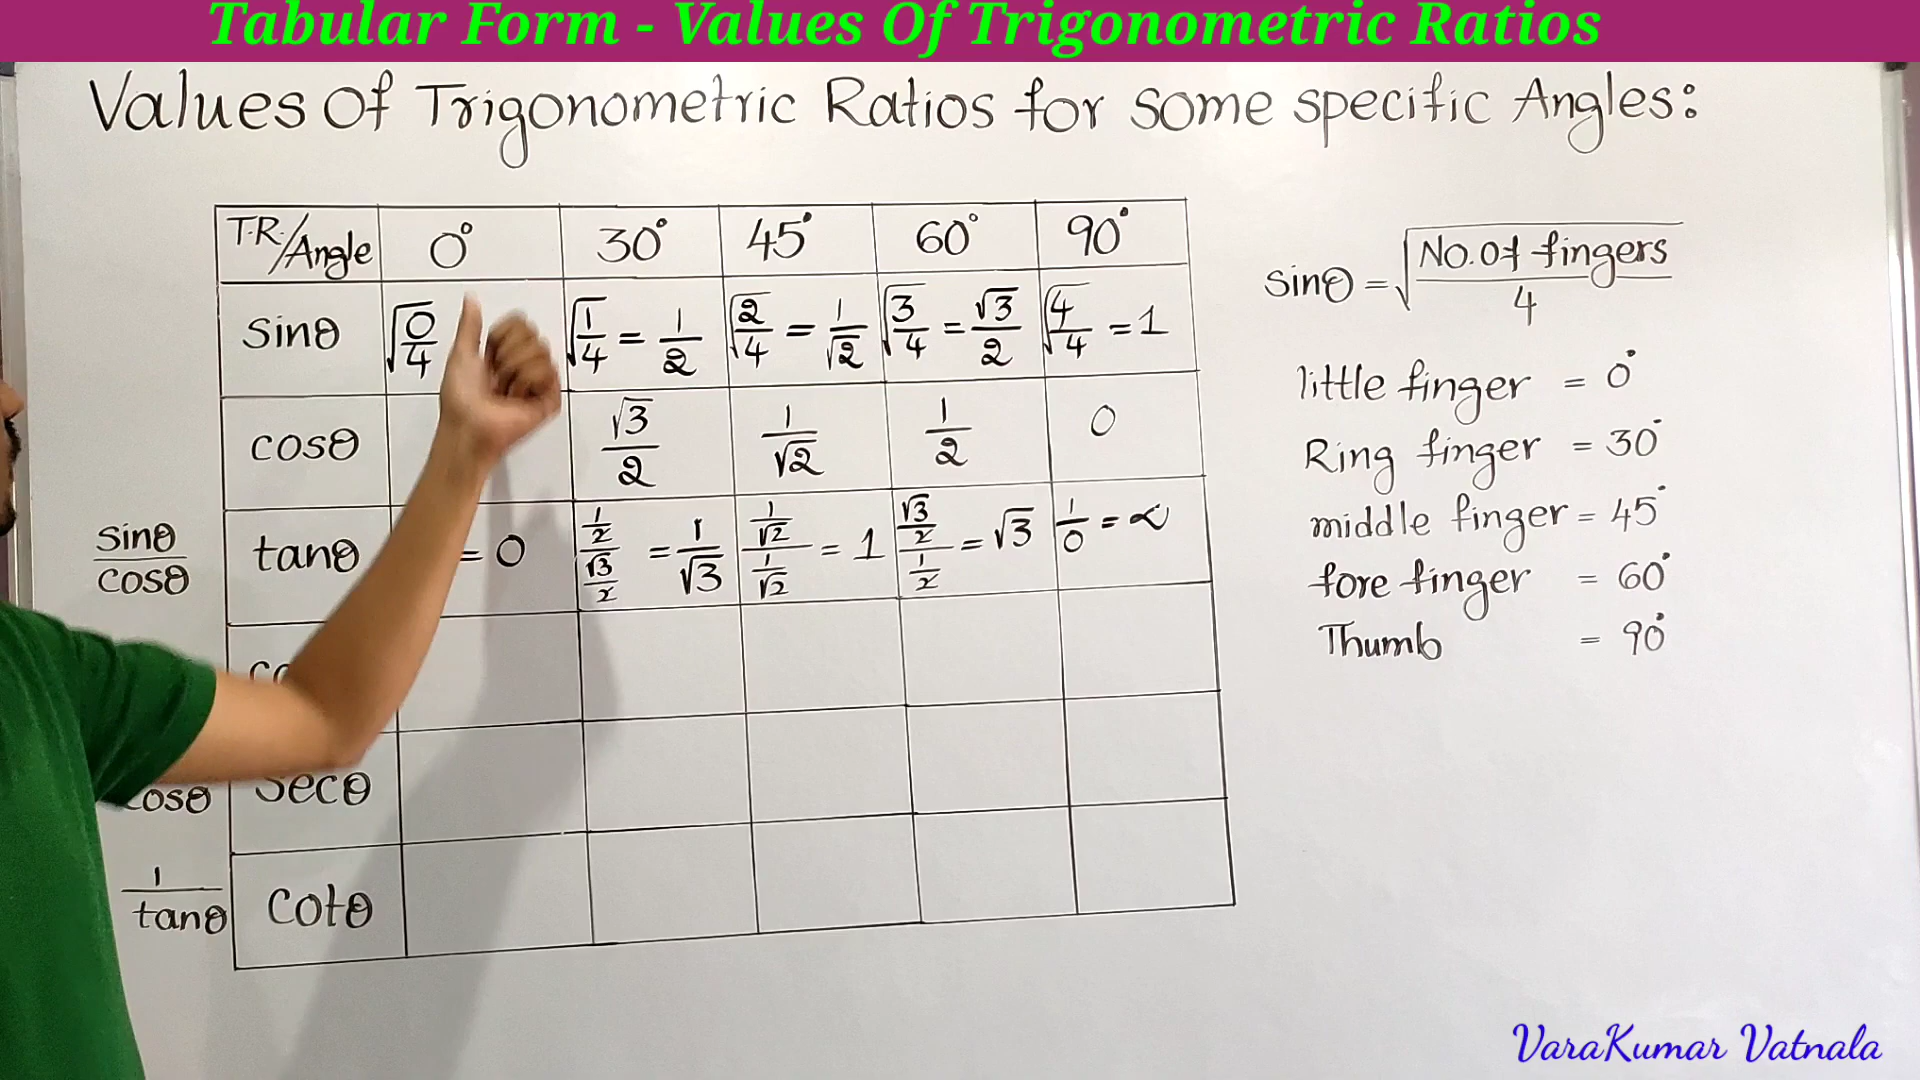 Tabular Form - Values Of Trigonometric Ratios
Values Of Trigonometric Ratios for some specific Angles:
T.R./Angle 0° 30° 45° 60° 90°
sinθ √0/4 √1/4 = 1/2 √2/4 = 1/√2 √3/4 = √3/2 √4/4 = 1
cosθ √3/2 1/√2 1/2 0
sinθ/cosθ tanθ = 0 1/2/√3/2 = 1/√3 1/√2/1/√2 = 1 √3/2/1/2 = √3 1/0 = ∝
cosθ secθ
1/tanθ cotθ
sinθ = √No. Of fingers/4
little finger = 0°
Ring finger = 30°
middle finger = 45°
fore finger = 60°
Thumb = 90°
VaraKumar Vatnala